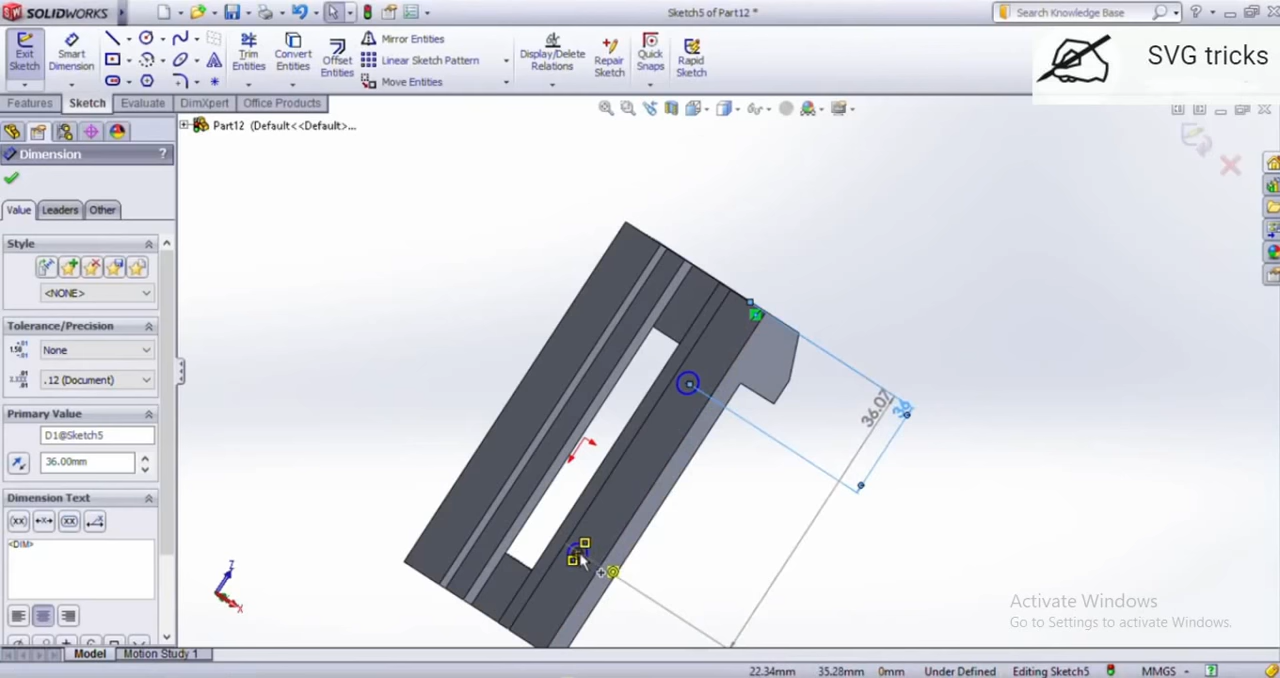 SOLIDWORKS
Sketch5 of Part12 *
Search Knowledge Base
SVG tricks
Exit Sketch
Smart Dimension
Trim Entities
Convert Entities
Offset Entities
Mirror Entities
Linear Sketch Pattern
Move Entities
Display/Delete Relations
Repair Sketch
Quick Snaps
Rapid Sketch
Features
Sketch
Evaluate
DimXpert
Office Products
Part12 (Default<<Default>...
Dimension
?
Value
Leaders
Other
Style
<NONE>
Tolerance/Precision
None
.12 (Document)
Primary Value
D1@Sketch5
36.00mm
Dimension Text
<DIM>
36.07
36
Z
X
Activate Windows
Go to Settings to activate Windows.
Model
Motion Study 1
22.34mm
35.28mm
0mm
Under Defined
Editing Sketch5
MMGS